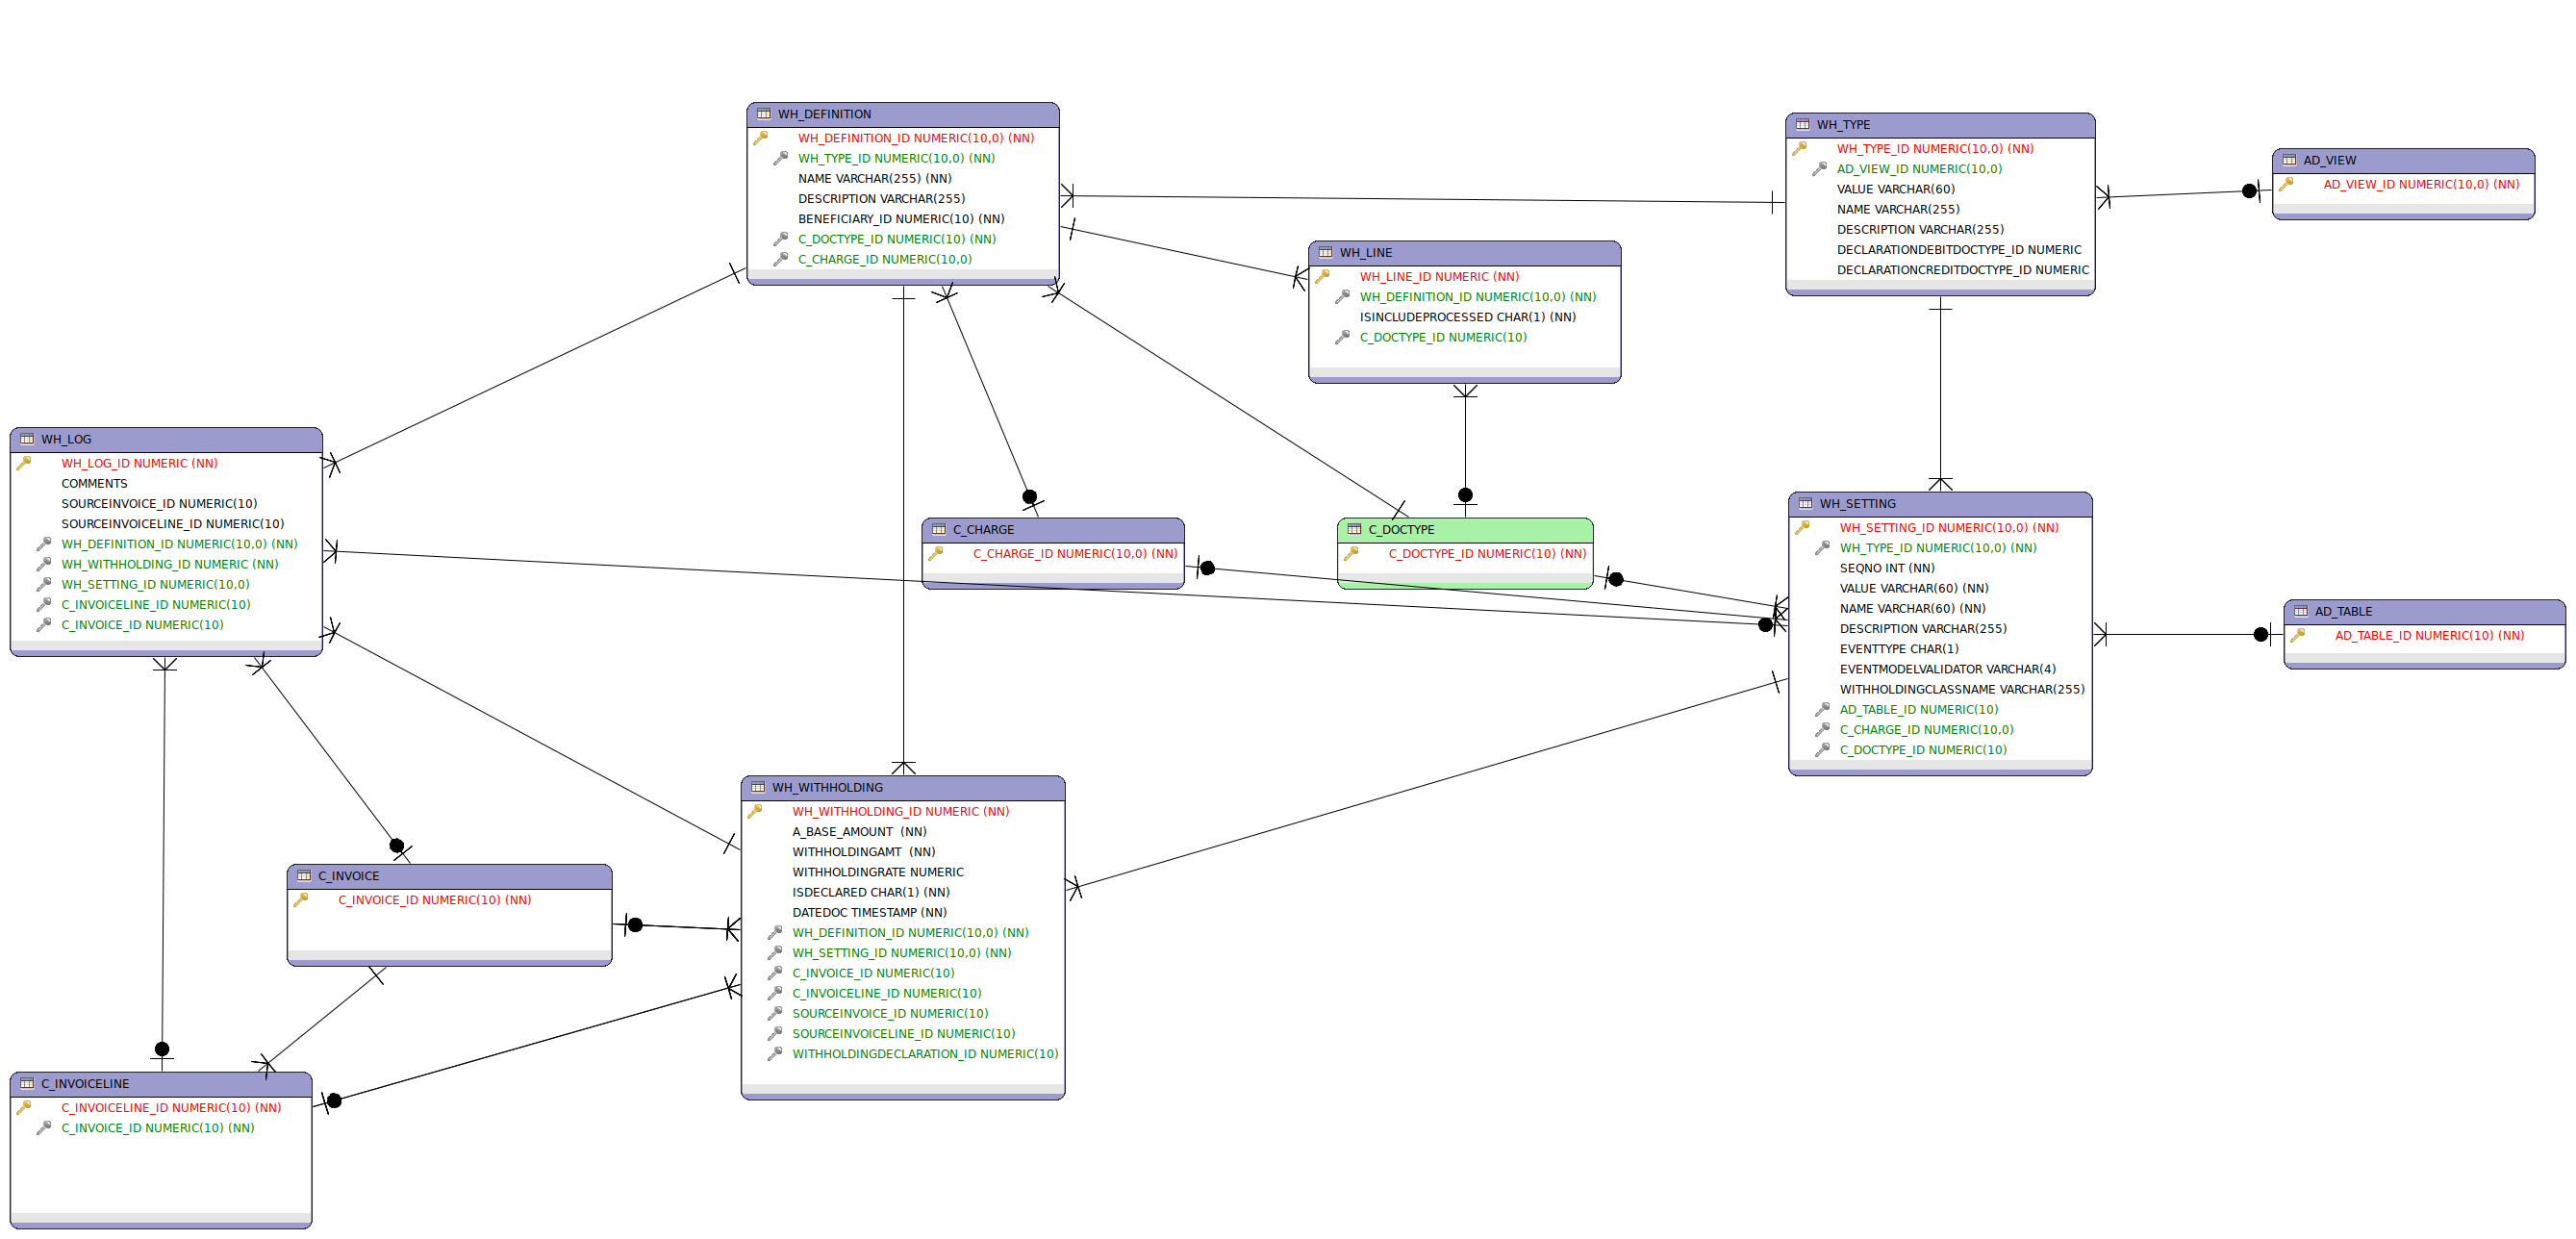 WH_DEFINITION
WH_DEFINITION_ID NUMERIC(10,0) (NN)
WH_TYPE_ID NUMERIC(10,0) (NN)
NAME VARCHAR(255) (NN)
DESCRIPTION VARCHAR(255)
BENEFICIARY_ID NUMERIC(10) (NN)
C_DOCTYPE_ID NUMERIC(10) (NN)
C_CHARGE_ID NUMERIC(10,0)
WH_TYPE
WH_TYPE_ID NUMERIC(10,0) (NN)
AD_VIEW_ID NUMERIC(10,0)
VALUE VARCHAR(60)
NAME VARCHAR(255)
DESCRIPTION VARCHAR(255)
DECLARATIONDEBITDOCTYPE_ID NUMERIC
DECLARATIONCREDITDOCTYPE_ID NUMERIC
AD_VIEW
AD_VIEW_ID NUMERIC(10,0) (NN)
WH_LINE
WH_LINE_ID NUMERIC (NN)
WH_DEFINITION_ID NUMERIC(10,0) (NN)
ISINCLUDEPROCESSED CHAR(1) (NN)
C_DOCTYPE_ID NUMERIC(10)
WH_LOG
WH_LOG_ID NUMERIC (NN)
COMMENTS
SOURCEINVOICE_ID NUMERIC(10)
SOURCEINVOICELINE_ID NUMERIC(10)
WH_DEFINITION_ID NUMERIC(10,0) (NN)
WH_WITHHOLDING_ID NUMERIC (NN)
WH_SETTING_ID NUMERIC(10,0)
C_INVOICELINE_ID NUMERIC(10)
C_INVOICE_ID NUMERIC(10)
C_CHARGE
C_CHARGE_ID NUMERIC(10,0) (NN)
C_DOCTYPE
C_DOCTYPE_ID NUMERIC(10) (NN)
WH_SETTING
WH_SETTING_ID NUMERIC(10,0) (NN)
WH_TYPE_ID NUMERIC(10,0) (NN)
SEQNO INT (NN)
VALUE VARCHAR(60) (NN)
NAME VARCHAR(60) (NN)
DESCRIPTION VARCHAR(255)
EVENTTYPE CHAR(1)
EVENTMODELVALIDATOR VARCHAR(4)
WITHHOLDINGCLASSNAME VARCHAR(255)
AD_TABLE_ID NUMERIC(10)
C_CHARGE_ID NUMERIC(10,0)
C_DOCTYPE_ID NUMERIC(10)
AD_TABLE
AD_TABLE_ID NUMERIC(10) (NN)
WH_WITHHOLDING
WH_WITHHOLDING_ID NUMERIC (NN)
A_BASE_AMOUNT (NN)
WITHHOLDINGAMT (NN)
WITHHOLDINGRATE NUMERIC
ISDECLARED CHAR(1) (NN)
DATEDOC TIMESTAMP (NN)
WH_DEFINITION_ID NUMERIC(10,0) (NN)
WH_SETTING_ID NUMERIC(10,0) (NN)
C_INVOICE_ID NUMERIC(10)
C_INVOICELINE_ID NUMERIC(10)
SOURCEINVOICE_ID NUMERIC(10)
SOURCEINVOICELINE_ID NUMERIC(10)
WITHHOLDINGDECLARATION_ID NUMERIC(10)
C_INVOICE
C_INVOICE_ID NUMERIC(10) (NN)
C_INVOICELINE
C_INVOICELINE_ID NUMERIC(10) (NN)
C_INVOICE_ID NUMERIC(10) (NN)